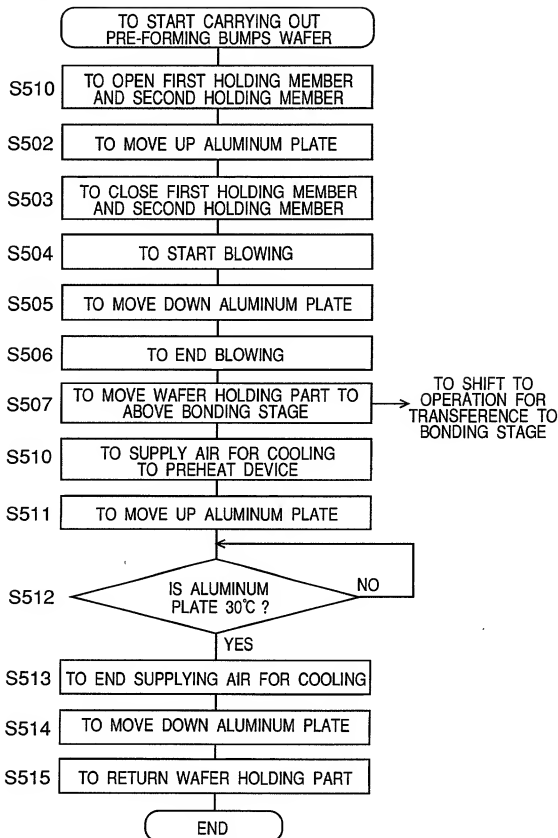 TO START CARRYING OUT
PRE-FORMING BUMPS WAFER
S510
TO OPEN FIRST HOLDING MEMBER
AND SECOND HOLDING MEMBER
S502
TO MOVE UP ALUMINUM PLATE
S503
TO CLOSE FIRST HOLDING MEMBER
AND SECOND HOLDING MEMBER
S504
TO START BLOWING
S505
TO MOVE DOWN ALUMINUM PLATE
S506
TO END BLOWING
S507
TO MOVE WAFER HOLDING PART TO
ABOVE BONDING STAGE
TO SHIFT TO
OPERATION FOR
TRANSFERENCE TO
BONDING STAGE
S510
TO SUPPLY AIR FOR COOLING
TO PREHEAT DEVICE
S511
TO MOVE UP ALUMINUM PLATE
S512
IS ALUMINUM
PLATE 30℃ ?
NO
YES
S513
TO END SUPPLYING AIR FOR COOLING
S514
TO MOVE DOWN ALUMINUM PLATE
S515
TO RETURN WAFER HOLDING PART
END